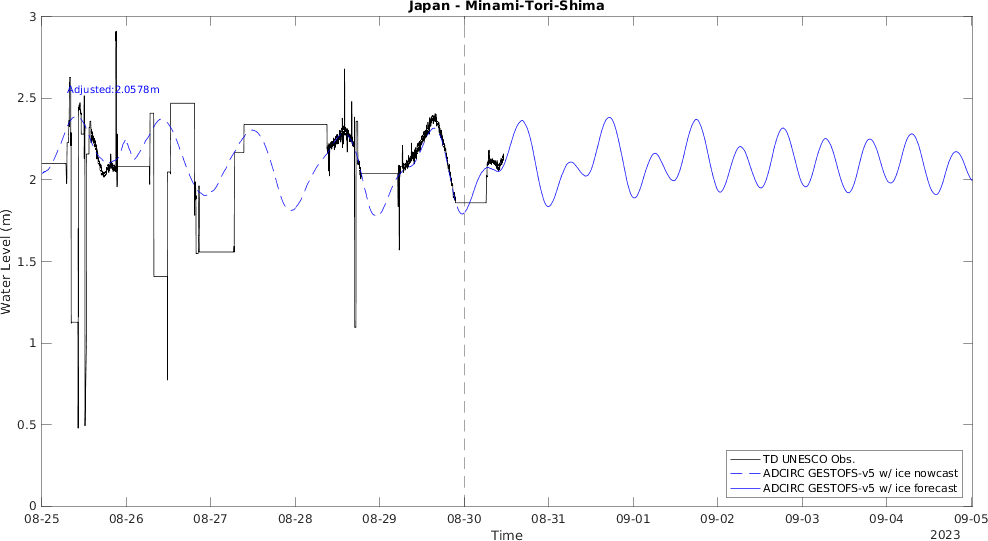 Japan - Minami-Tori-Shima
3
2.5
2
1.5
1
0.5
0
Water Level (m)
Adjusted:2.0578m
TD UNESCO Obs.
ADCIRC GESTOFS-v5 w/ ice nowcast
ADCIRC GESTOFS-v5 w/ ice forecast
08-25 08-26 08-27 08-28 08-29 08-30 08-31 09-01 09-02 09-03 09-04 09-05
Time
2023